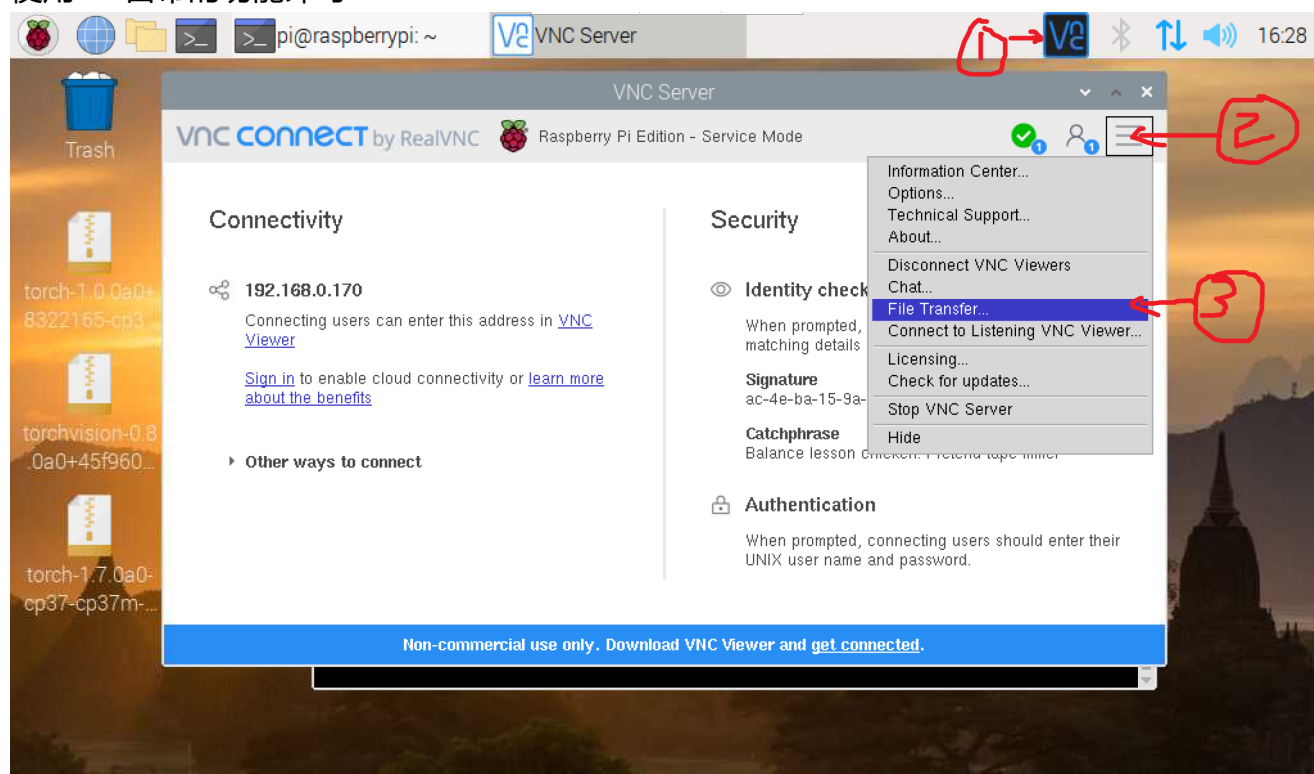 pi@raspberrypi: ~
VNC Server
1
16:28
VNC Server
Trash
vnc connect by RealVNC
Raspberry Pi Edition - Service Mode
1
1
2
Information Center...
Options...
Technical Support...
About...
Disconnect VNC Viewers
Chat...
File Transfer...
3
Connect to Listening VNC Viewer...
Licensing...
Check for updates...
Stop VNC Server
Hide
Connectivity
192.168.0.170
Connecting users can enter this address in VNC
Viewer
Sign in to enable cloud connectivity or learn more
about the benefits
Other ways to connect
Security
Identity check
When prompted,
matching details
Signature
ac-4e-ba-15-9a-
Catchphrase
Balance lesson
Authentication
When prompted, connecting users should enter their
UNIX user name and password.
torch-1.0.0a0+
8322165-cp3...
torchvision-0.8
.0a0+45f960...
torch-1.7.0a0-
cp37-cp37m-...
Non-commercial use only. Download VNC Viewer and get connected.